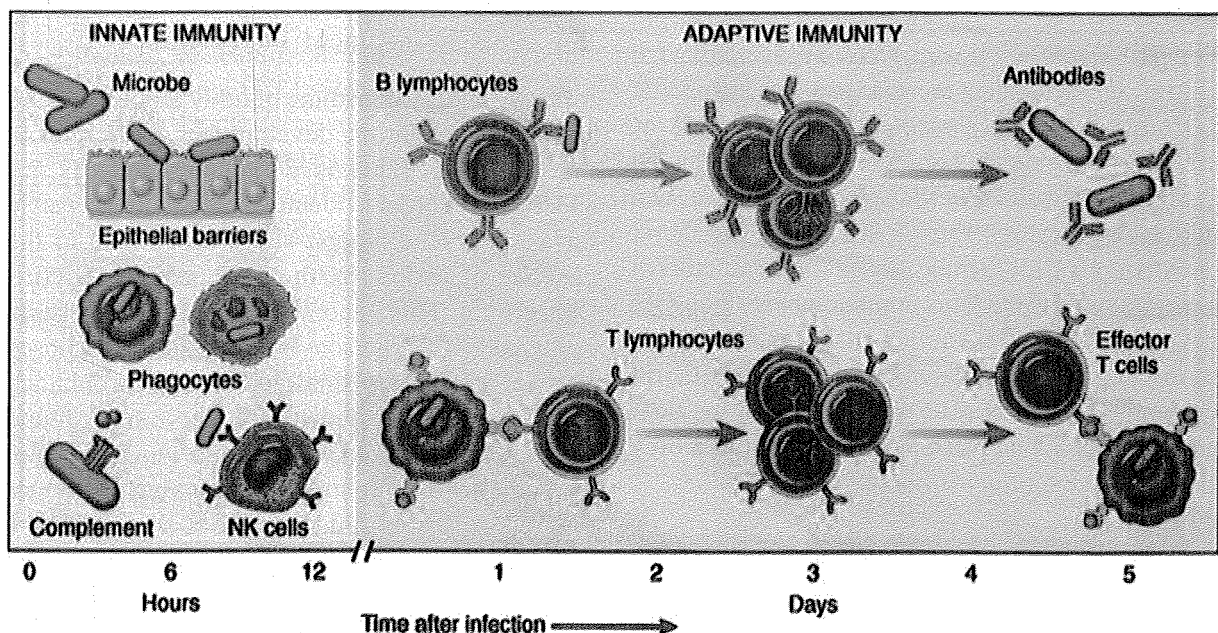 INNATE IMMUNITY
Microbe
Epithelial barriers
Phagocytes
Complement
NK cells
ADAPTIVE IMMUNITY
B lymphocytes
Antibodies
T lymphocytes
Effector
T cells
0 6 12 1 2 3 4 5
Hours Days
Time after infection